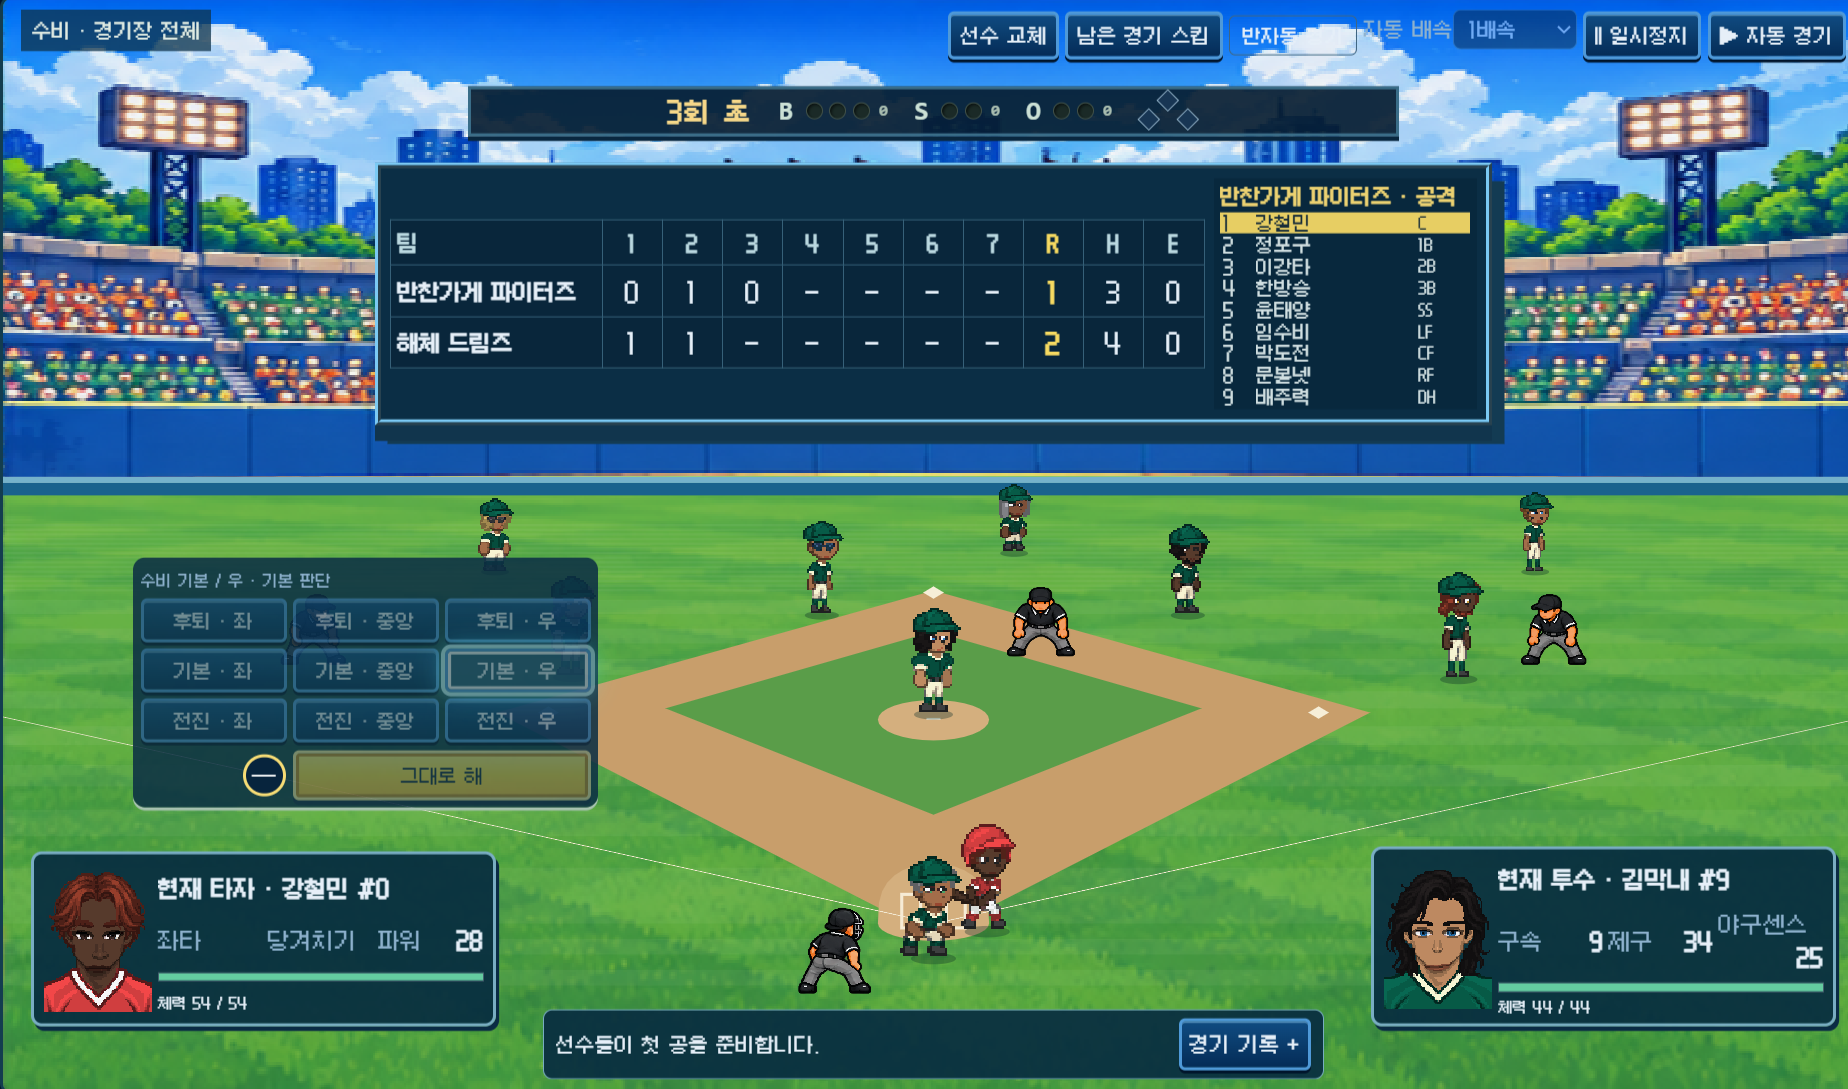 수비 · 경기장 전체
선수 교체
남은 경기 스킵
반자동
자동 배속
1배속
Ⅱ 일시정지
▶ 자동 경기
3회 초 B 0 S 0 O 0
팀 1 2 3 4 5 6 7 R H E
반찬가게 파이터즈 0 1 0 – – – – 1 3 0
해체 드림즈 1 1 – – – – – 2 4 0
반찬가게 파이터즈 · 공격
1 강철민 C
2 정포구 1B
3 이강타 2B
4 한방승 3B
5 윤태양 SS
6 임수비 LF
7 박도전 CF
8 문봉넷 RF
9 배주력 DH
수비 기본 / 우 · 기본 판단
후퇴 · 좌 후퇴 · 중앙 후퇴 · 우
기본 · 좌 기본 · 중앙 기본 · 우
전진 · 좌 전진 · 중앙 전진 · 우
그대로 해
현재 타자 · 강철민 #0
좌타 당겨치기 파워 28
체력 54 / 54
현재 투수 · 김막내 #9
구속 9 제구 34 야구센스 25
체력 44 / 44
선수들이 첫 공을 준비합니다.
경기 기록 +